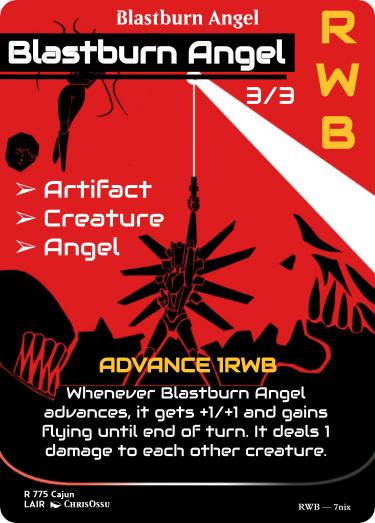 Blastburn Angel
Blastburn Angel
R
W
B
3/3
➢ Artifact
➢ Creature
➢ Angel
ADVANCE 1RWB
Whenever Blastburn Angel
advances, it gets +1/+1 and gains
flying until end of turn. It deals 1
damage to each other creature.
R 775 Cajun
LAIR ChrisOssu
RWB — 7nix